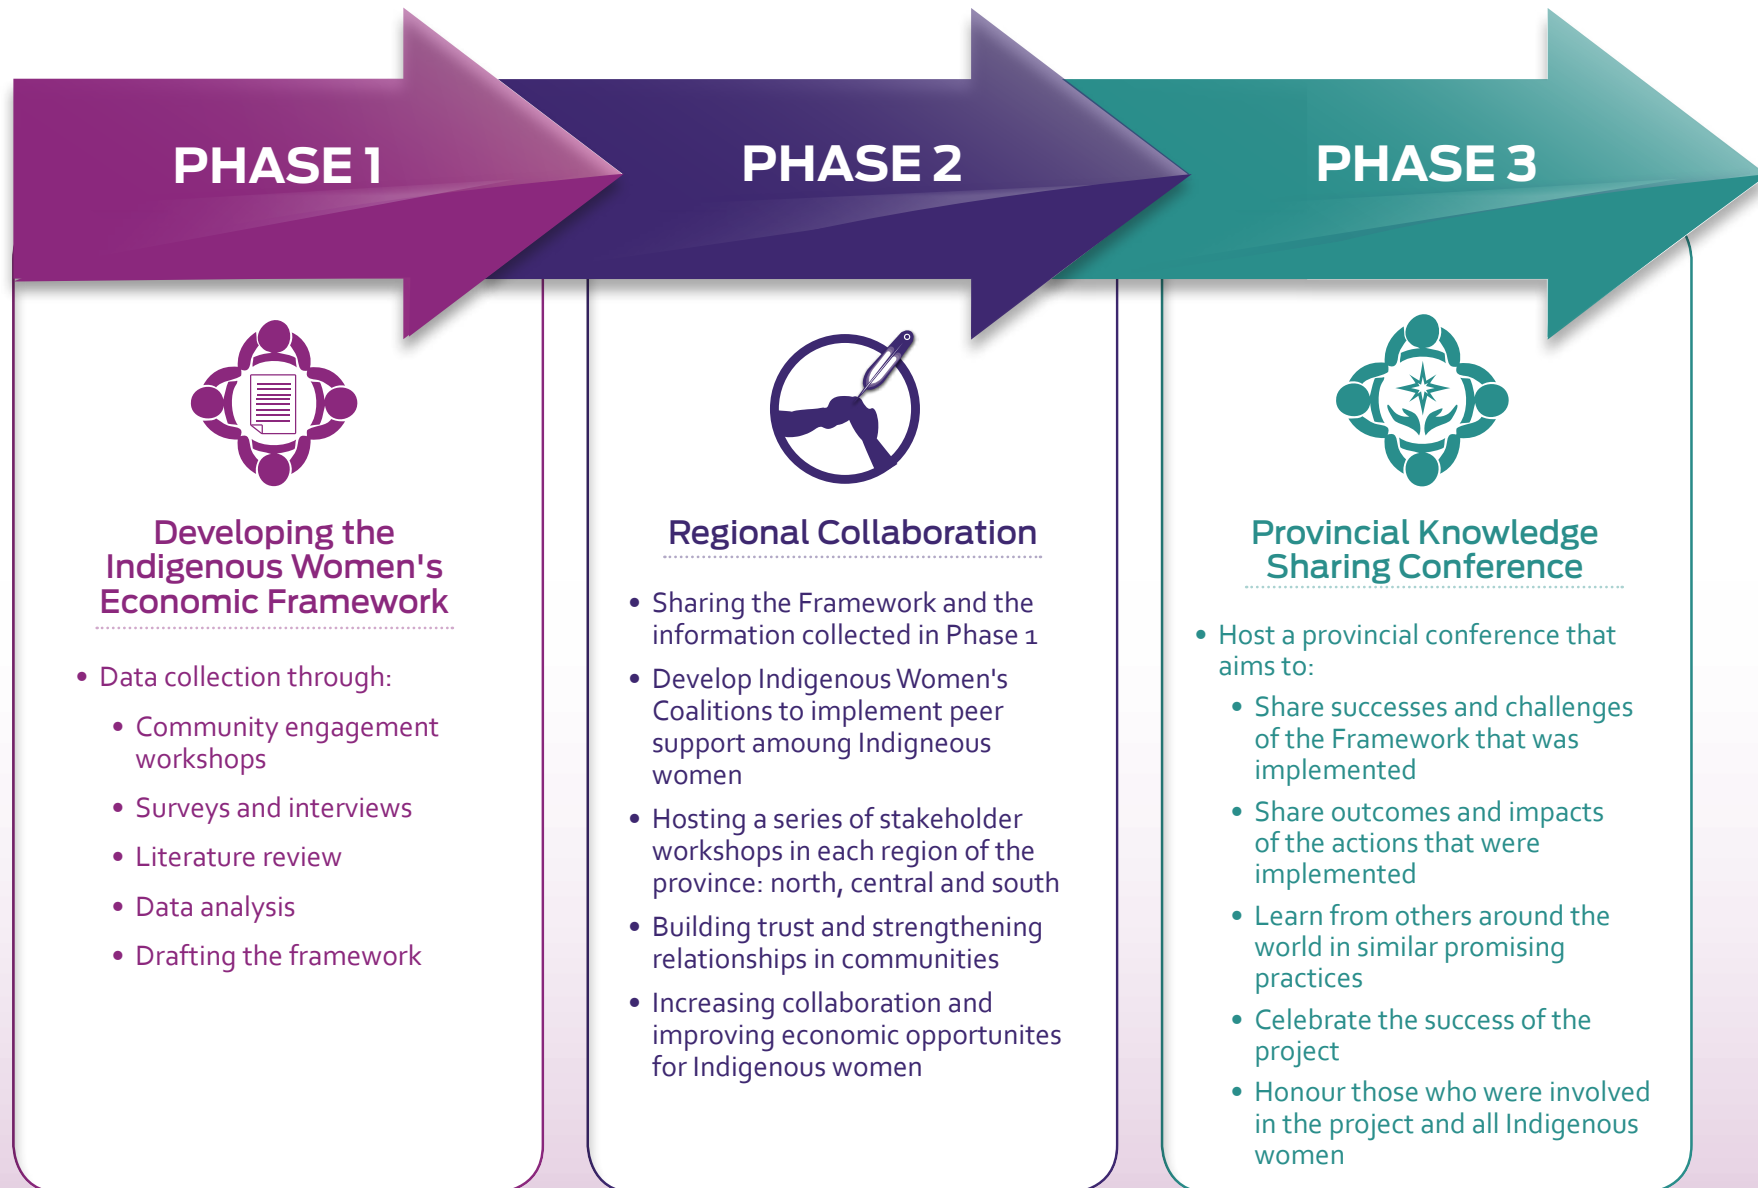 PHASE 1
PHASE 2
PHASE 3
Developing the
Indigenous Women's
Economic Framework
• Data collection through:
• Community engagement
workshops
• Surveys and interviews
• Literature review
• Data analysis
• Drafting the framework
Regional Collaboration
• Sharing the Framework and the
information collected in Phase 1
• Develop Indigenous Women's
Coalitions to implement peer
support amoung Indigneous
women
• Hosting a series of stakeholder
workshops in each region of the
province: north, central and south
• Building trust and strengthening
relationships in communities
• Increasing collaboration and
improving economic opportunites
for Indigenous women
Provincial Knowledge
Sharing Conference
• Host a provincial conference that
aims to:
• Share successes and challenges
of the Framework that was
implemented
• Share outcomes and impacts
of the actions that were
implemented
• Learn from others around the
world in similar promising
practices
• Celebrate the success of the
project
• Honour those who were involved
in the project and all Indigenous
women